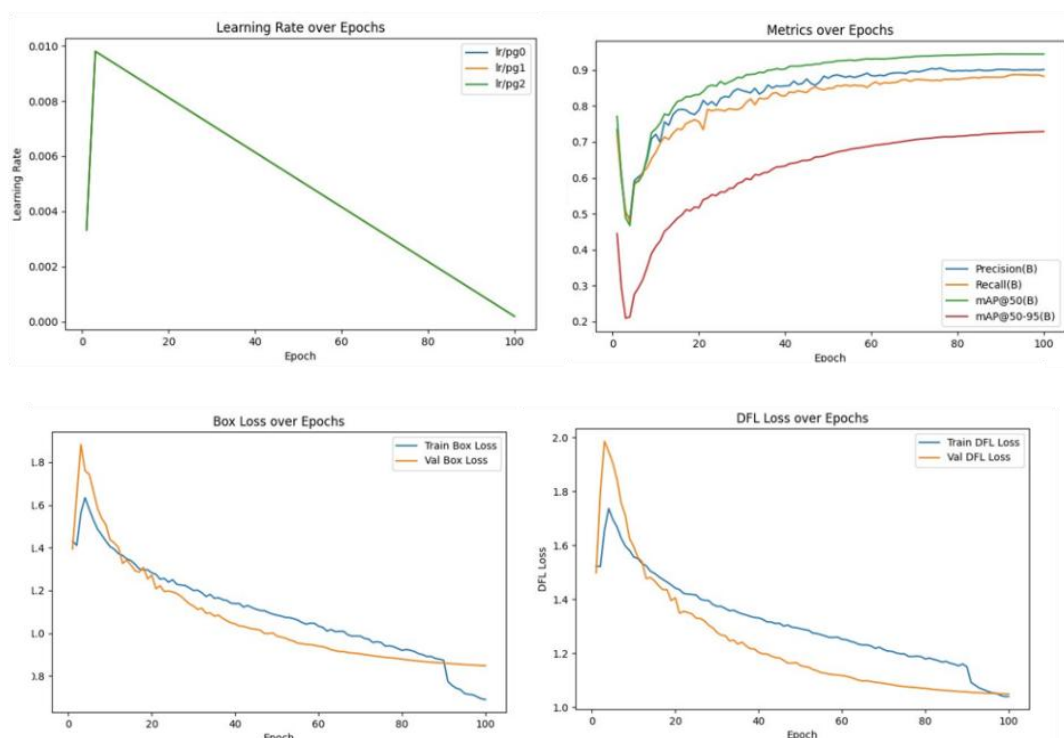 Learning Rate over Epochs
lr/pg0
lr/pg1
lr/pg2
Learning Rate
0.010
0.008
0.006
0.004
0.002
0.000
0 20 40 60 80 100
Epoch
Metrics over Epochs
0.9
0.8
0.7
0.6
0.5
0.4
0.3
0.2
Precision(B)
Recall(B)
mAP@50(B)
mAP@50-95(B)
0 20 40 60 80 100
Epoch
Box Loss over Epochs
Train Box Loss
Val Box Loss
1.8
1.6
1.4
1.2
1.0
.8
0 20 40 60 80 100
Epoch
DFL Loss over Epochs
Train DFL Loss
Val DFL Loss
DFL Loss
2.0
1.8
1.6
1.4
1.2
1.0
0 20 40 60 80 100
Epoch